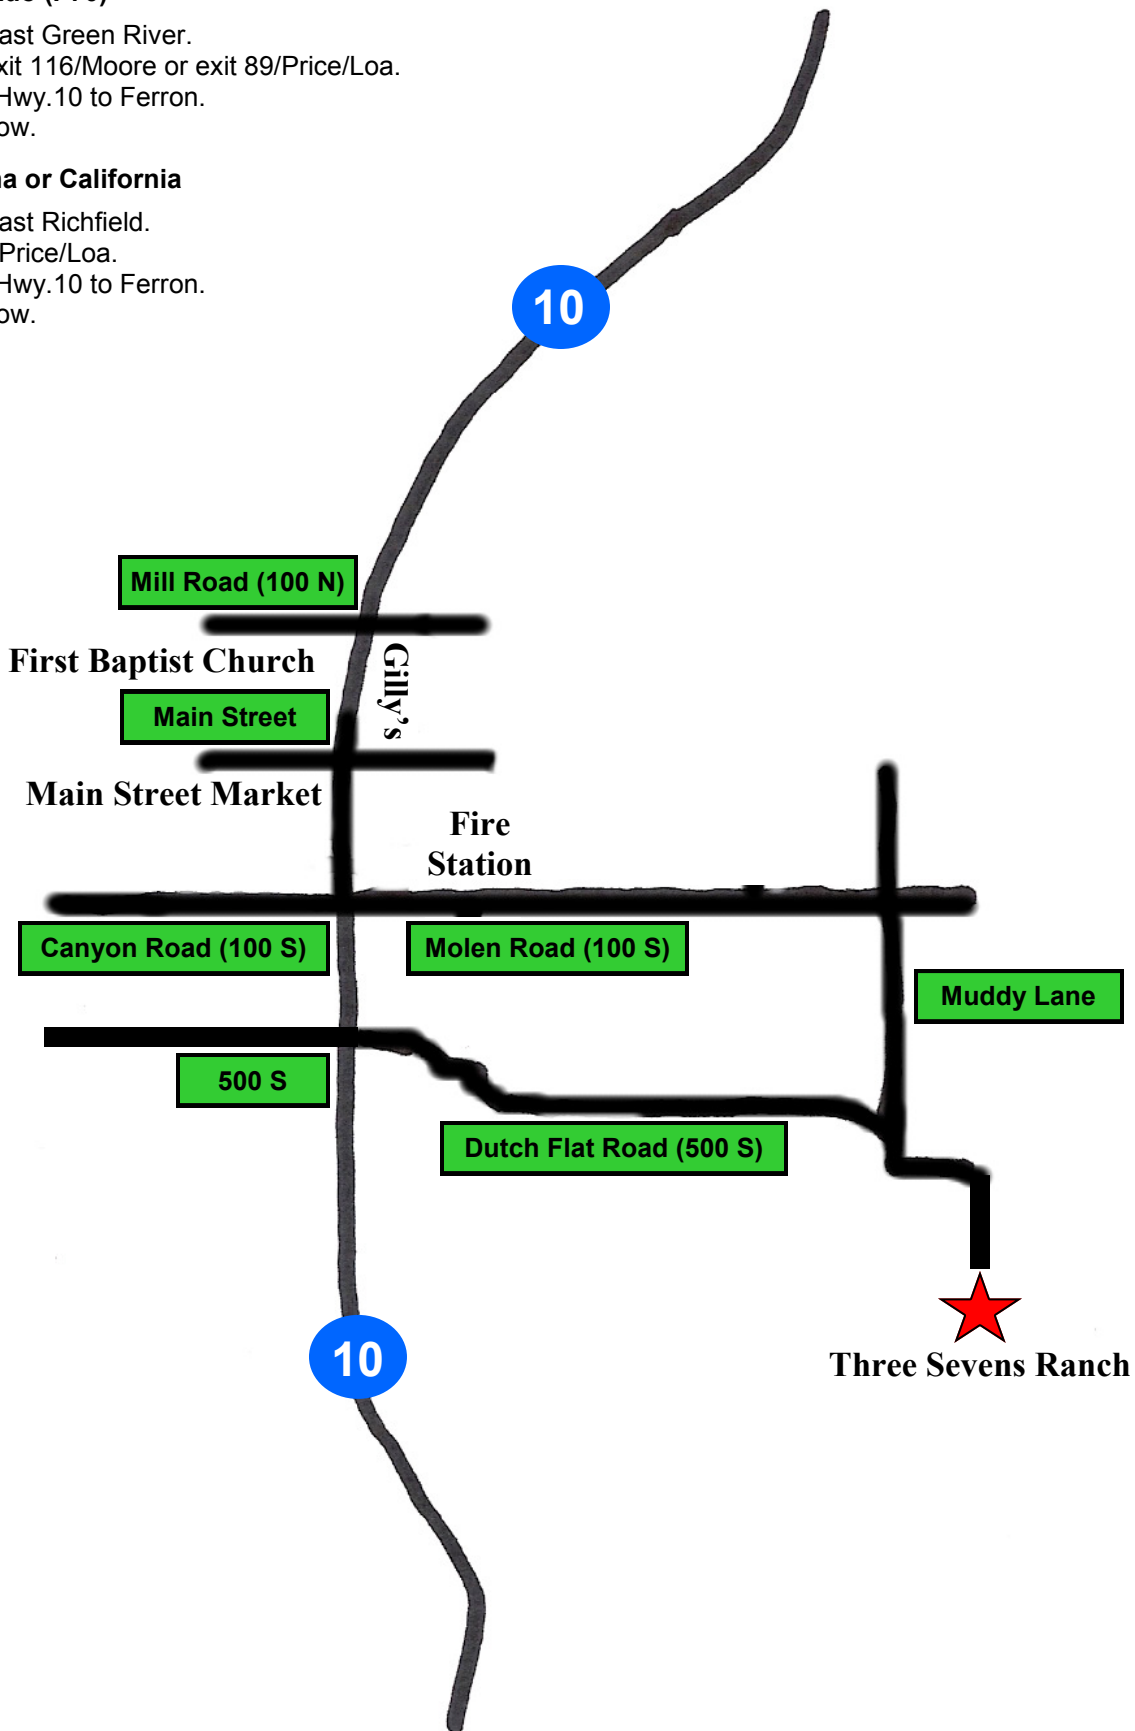 ast Green River.
xit 116/Moore or exit 89/Price/Loa.
Hwy.10 to Ferron.
ow.
na or California
ast Richfield.
Price/Loa.
Hwy.10 to Ferron.
ow.
10
Mill Road (100 N)
First Baptist Church
Gilly's
Main Street
Main Street Market
Fire
Station
Canyon Road (100 S)
Molen Road (100 S)
Muddy Lane
500 S
Dutch Flat Road (500 S)
Three Sevens Ranch
10